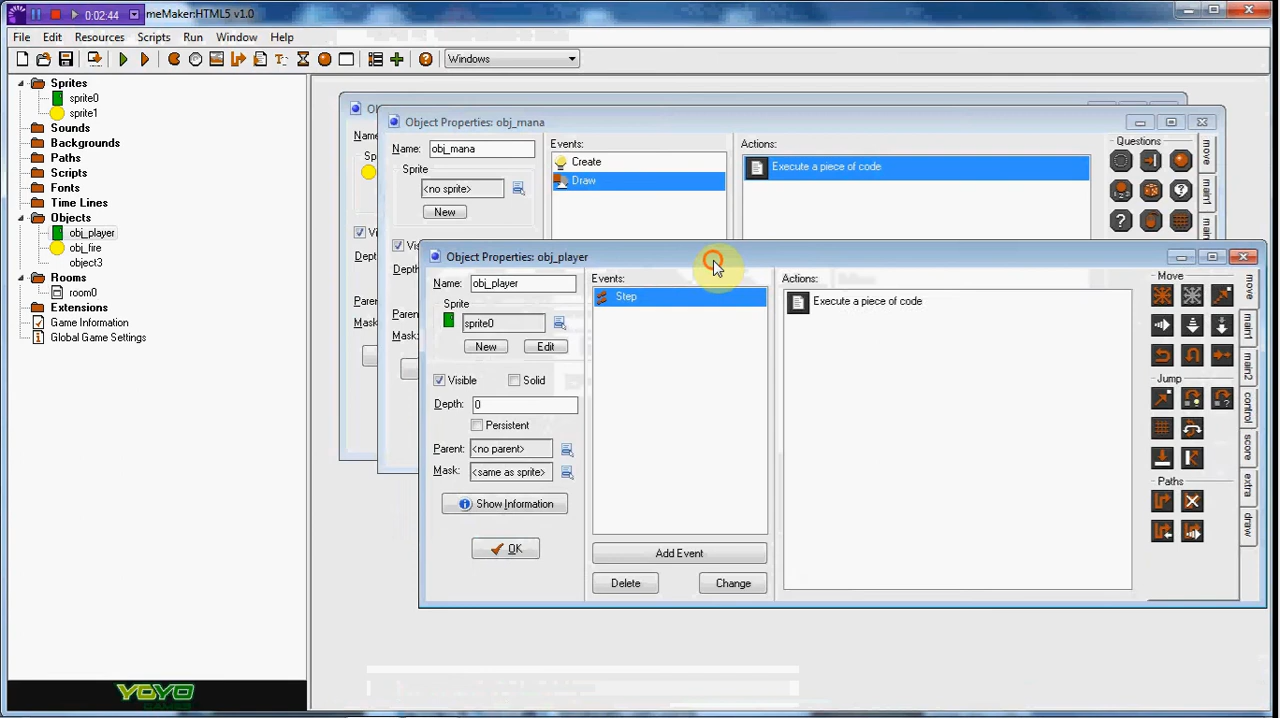 0:02:44
meMaker:HTML5 v1.0
File Edit Resources Scripts Run Window Help
Windows
Sprites
sprite0
sprite1
Sounds
Backgrounds
Paths
Scripts
Fonts
Time Lines
Objects
obj_player
obj_fire
object3
Rooms
room0
Extensions
Game Information
Global Game Settings
YOYO
GAMES
Object Properties: obj_mana
Name: obj_mana
Sprite
<no sprite>
New
Events:
Create
Draw
Actions:
Execute a piece of code
Questions
move
main1
Object Properties: obj_player
Name: obj_player
Sprite
sprite0
New Edit
Visible Solid
Depth: 0
Persistent
Parent: <no parent>
Mask: <same as sprite>
Show Information
OK
Events:
Step
Add Event
Delete Change
Actions:
Execute a piece of code
Move
Jump
Paths
move
main1
main2
control
score
extra
draw